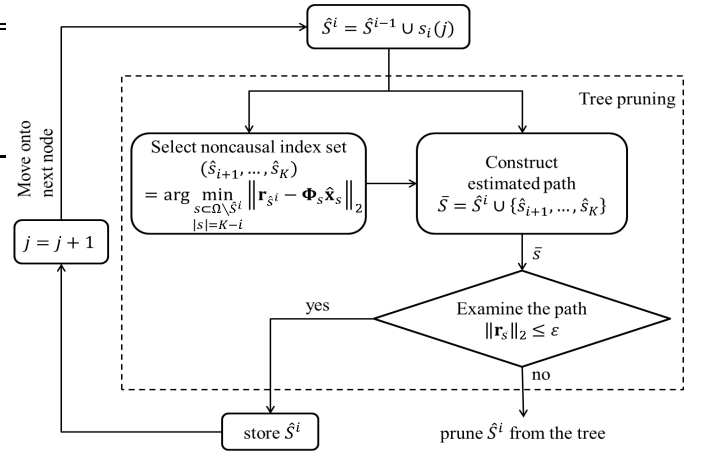 Ŝ^i = Ŝ^{i−1} ∪ s_i(j)
Tree pruning
Move onto
next node
Select noncausal index set
(ŝ_{i+1}, … , ŝ_K)
= arg min_{s⊂Ω\Ŝ^i |s|=K−i} ‖r_{ŝ^i} − Φ_s x̂_s‖_2
Construct
estimated path
S̄ = Ŝ^i ∪ {ŝ_{i+1}, … , ŝ_K}
j = j + 1
s̄
yes
Examine the path
‖r_s̄‖_2 ≤ ε
no
store Ŝ^i
prune Ŝ^i from the tree